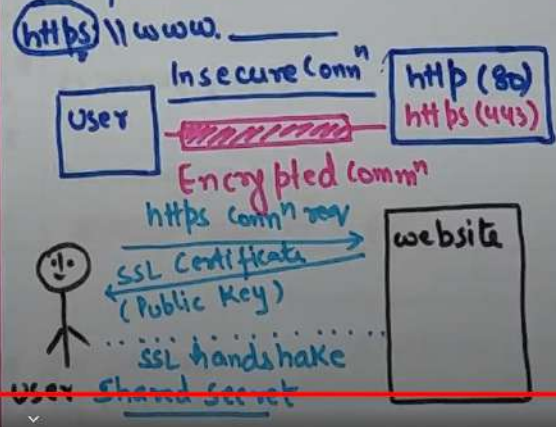 https \\ www. ______
Insecure Connⁿ
User
http (80)
https (443)
Encrypted Commⁿ
https Connⁿ req
website
SSL Certificate
(Public Key)
SSL handshake
user Shared secret